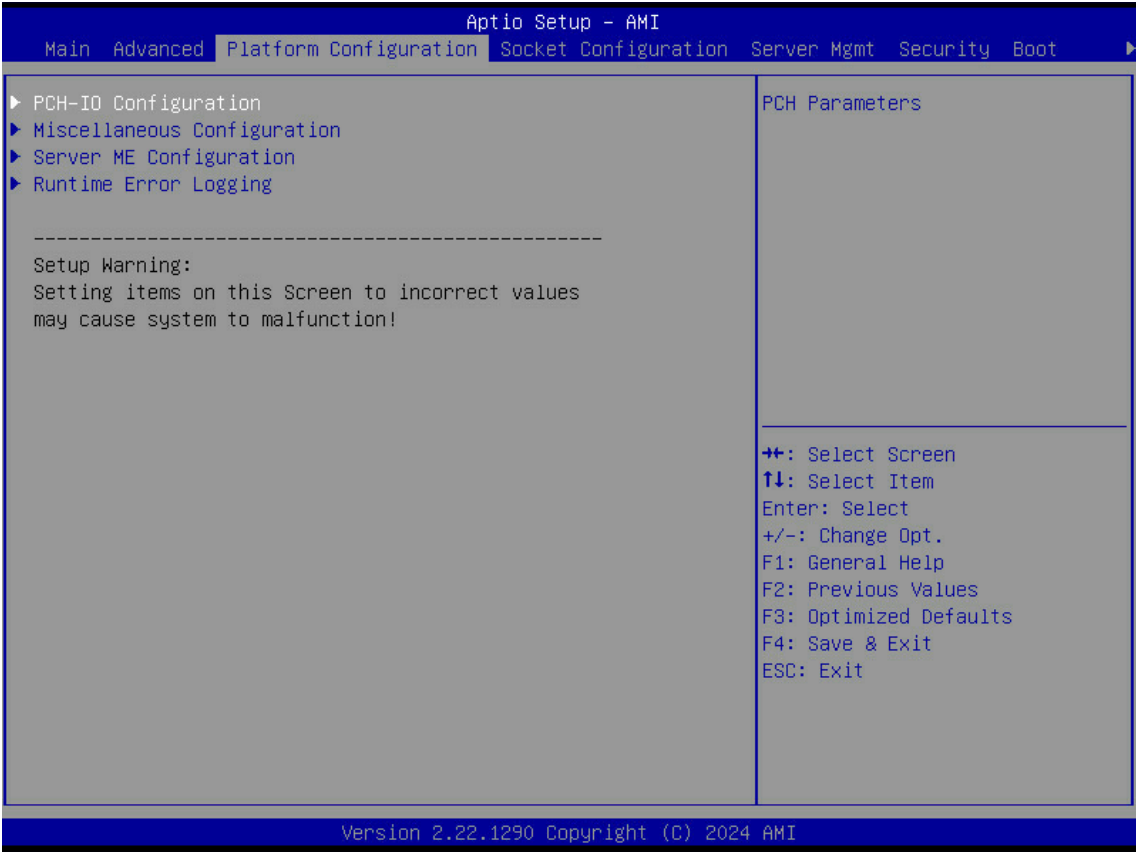 Aptio Setup – AMI
Main Advanced Platform Configuration Socket Configuration Server Mgmt Security Boot ▶
▶ PCH-IO Configuration
▶ Miscellaneous Configuration
▶ Server ME Configuration
▶ Runtime Error Logging
--------------------------------------------------
Setup Warning:
Setting items on this Screen to incorrect values
may cause system to malfunction!
PCH Parameters
→←: Select Screen
↑↓: Select Item
Enter: Select
+/-: Change Opt.
F1: General Help
F2: Previous Values
F3: Optimized Defaults
F4: Save & Exit
ESC: Exit
Version 2.22.1290 Copyright (C) 2024 AMI